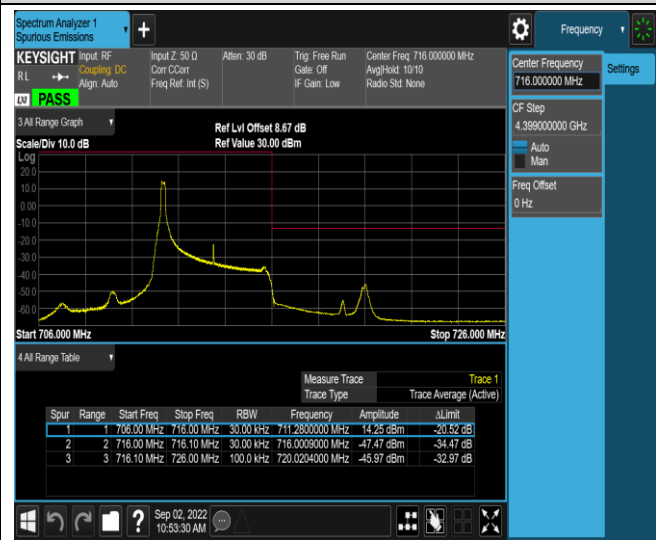 Spectrum Analyzer 1
Spurious Emissions
Frequency
KEYSIGHT
R L
LXI
PASS
Input: RF
Coupling: DC
Align: Auto
Input Z: 50 Ω
Corr CCorr
Freq Ref: Int (S)
Atten: 30 dB
Trig: Free Run
Gate: Off
IF Gain: Low
Center Freq: 716.000000 MHz
Avg|Hold: 10/10
Radio Std: None
Center Frequency
716.000000 MHz
Settings
CF Step
4.399000000 GHz
Auto
Man
Freq Offset
0 Hz
3 All Range Graph
Scale/Div 10.0 dB
Ref Lvl Offset 8.67 dB
Ref Value 30.00 dBm
Log
20.0
10.0
0.00
-10.0
-20.0
-30.0
-40.0
-50.0
-60.0
Start 706.000 MHz
Stop 726.000 MHz
4 All Range Table
Measure Trace Trace 1
Trace Type Trace Average (Active)
Spur Range Start Freq Stop Freq RBW Frequency Amplitude ΔLimit
1 1 706.00 MHz 716.00 MHz 30.00 kHz 711.2800000 MHz 14.25 dBm -20.52 dB
2 2 716.00 MHz 716.10 MHz 30.00 kHz 716.0009000 MHz -47.47 dBm -34.47 dB
3 3 716.10 MHz 726.00 MHz 100.0 kHz 720.0204000 MHz -45.97 dBm -32.97 dB
?
Sep 02, 2022
10:53:30 AM